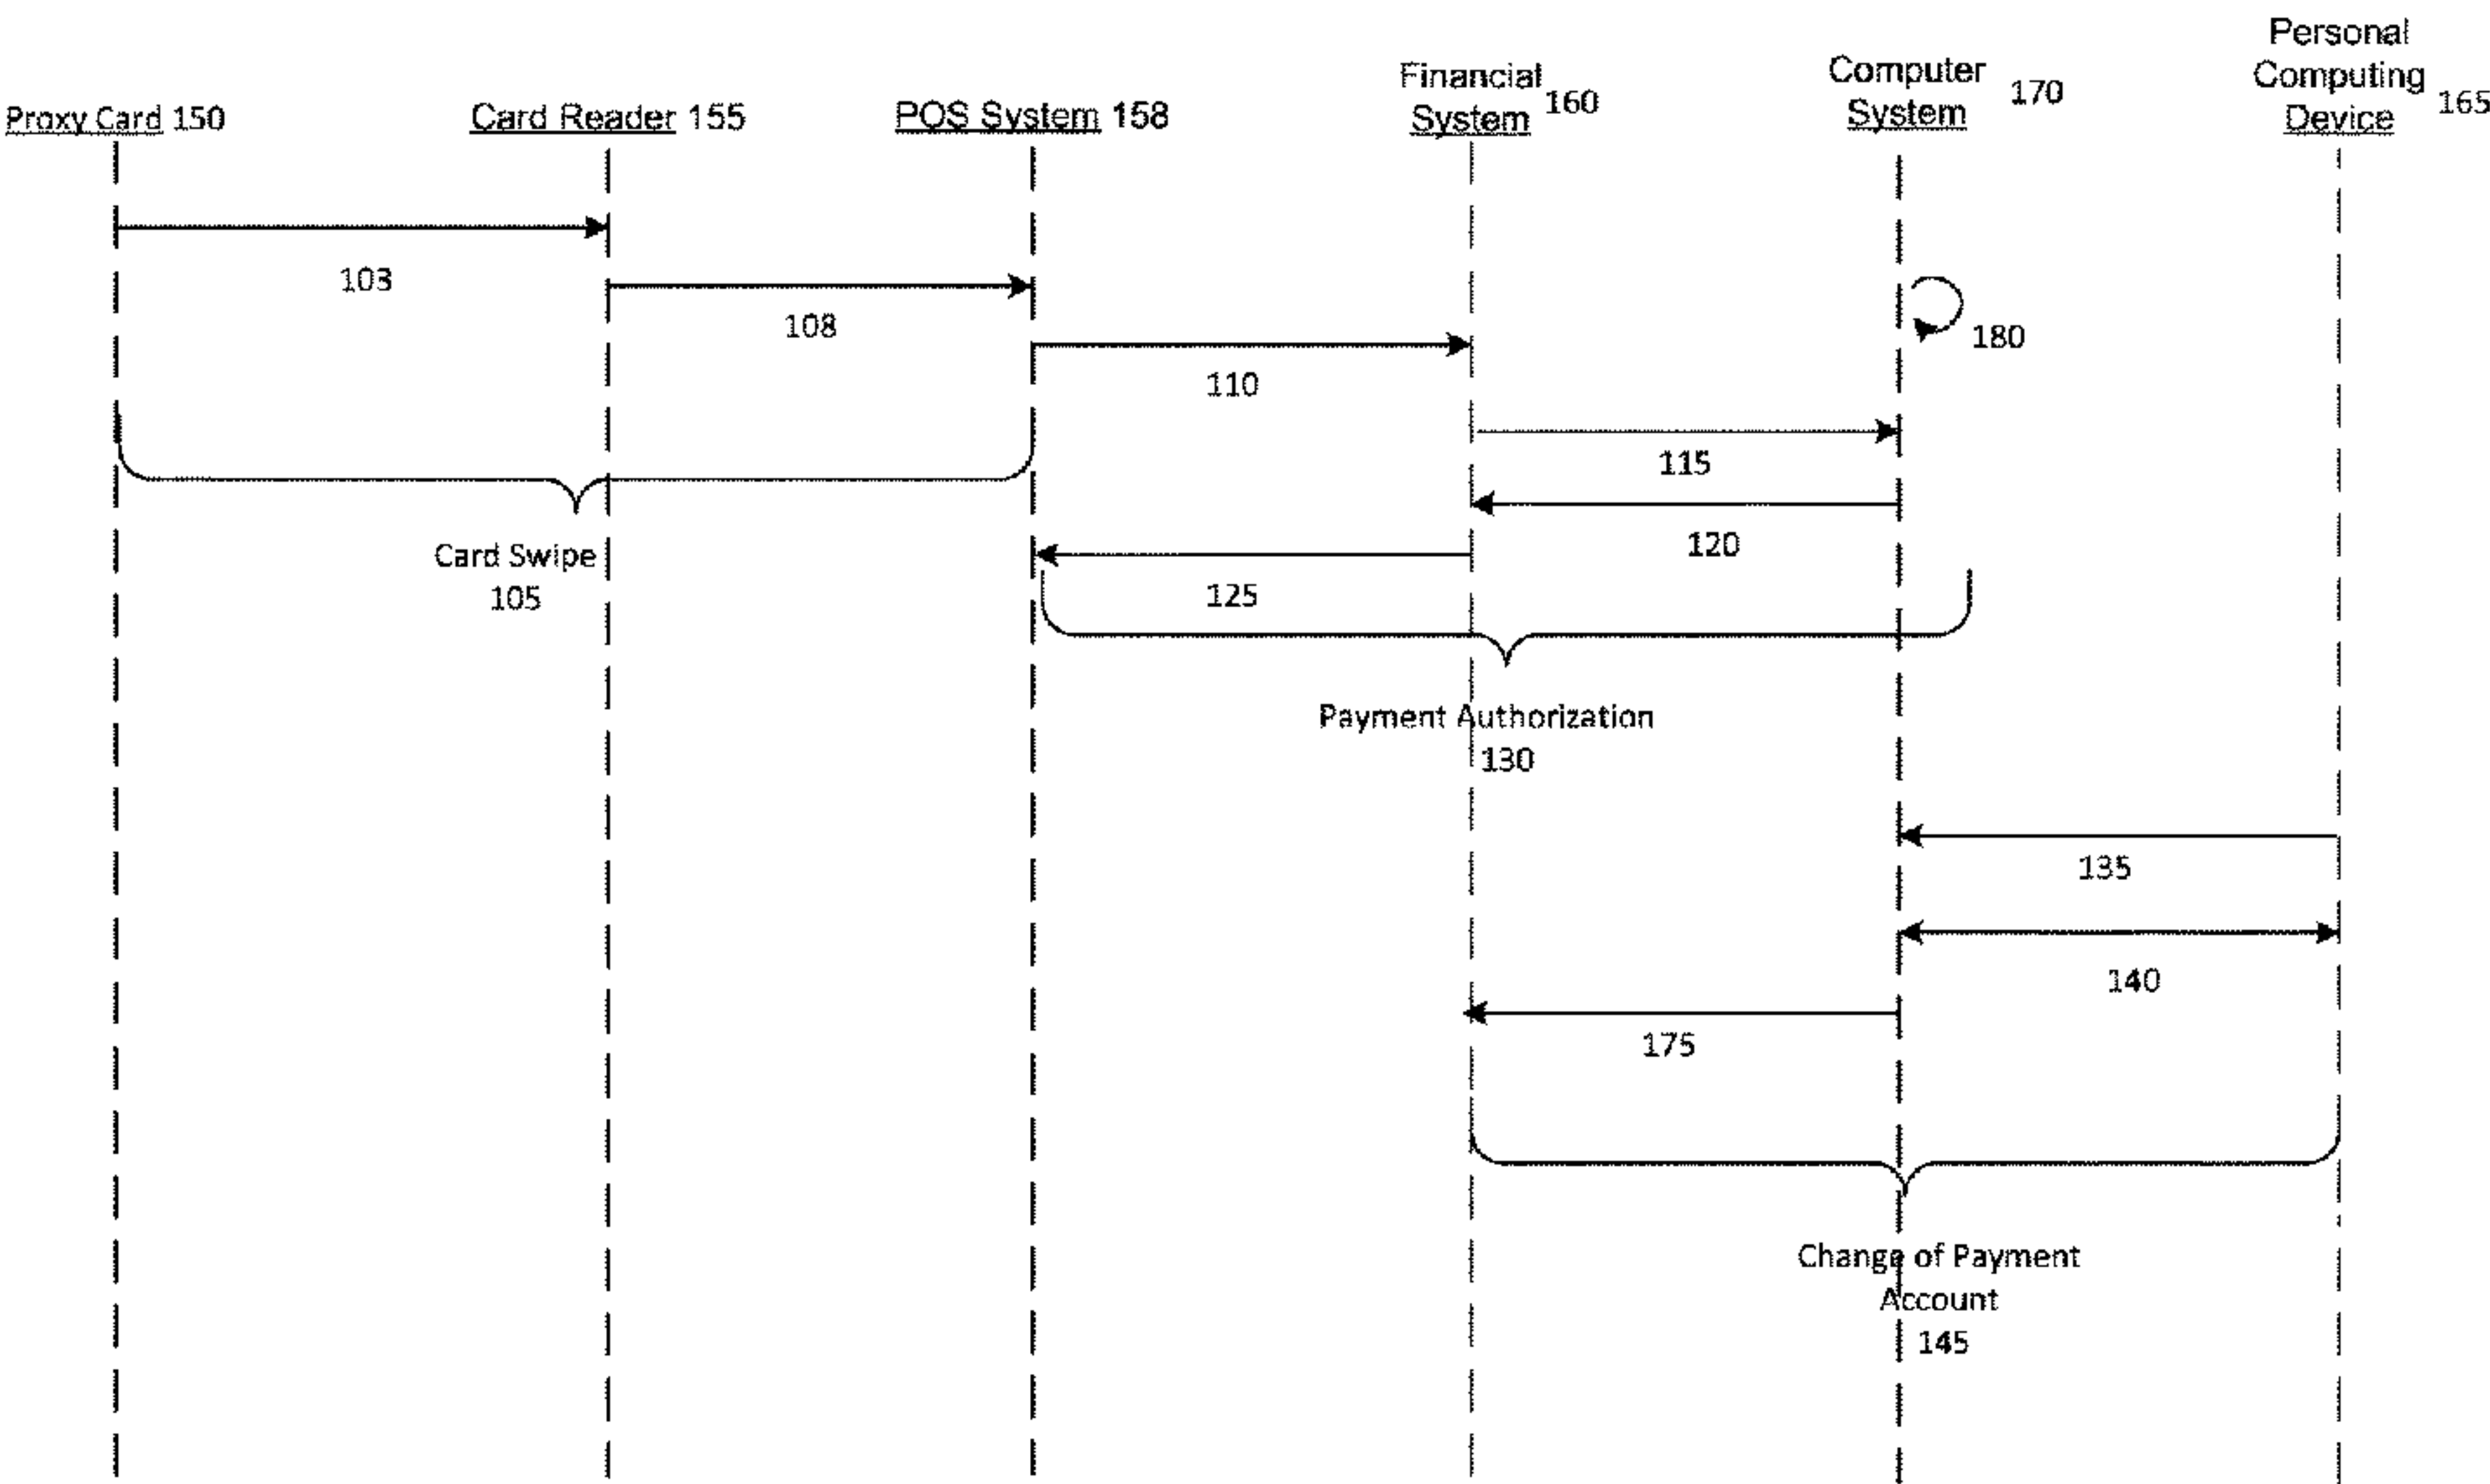 Personal
Computing
Device 165
Financial
System 160
Computer
System 170
Proxy Card 150
Card Reader 155
POS System 158
103
108
180
110
115
120
Card Swipe
105
125
Payment Authorization
130
135
140
175
Change of Payment
Account
145